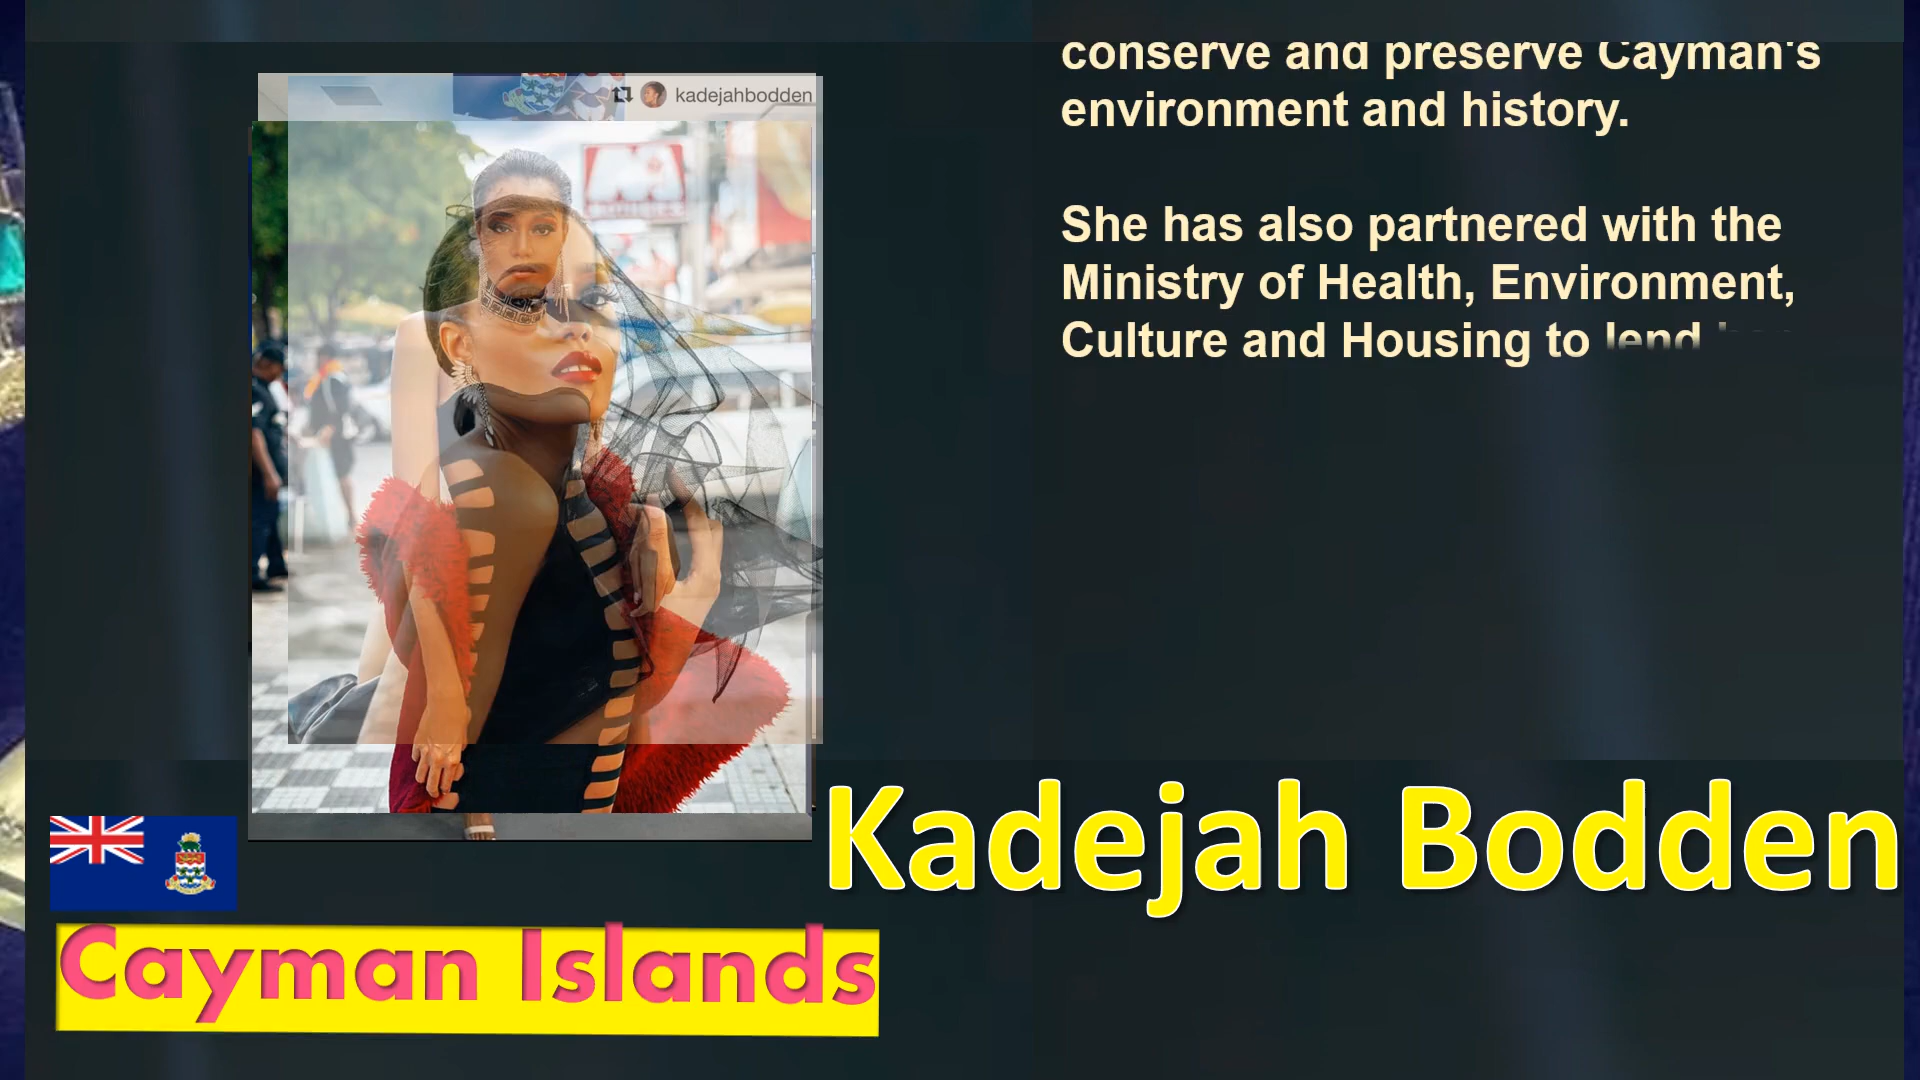 conserve and preserve Cayman's
environment and history.
She has also partnered with the
Ministry of Health, Environment,
Culture and Housing to lend
kadejahbodden
Kadejah Bodden
Cayman Islands